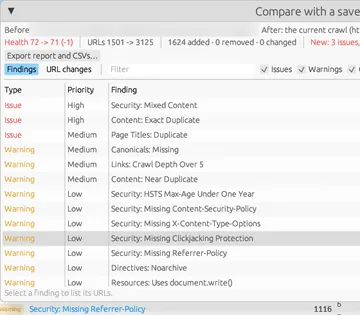 ▼ Compare with a save
Before After: the current crawl (ht
Health 72 -> 71 (-1) URLs 1501 -> 3125 1624 added · 0 removed · 0 changed New: 3 issues,
Export report and CSVs...
Findings URL changes Filter Issues Warnings
Type Priority Finding
Issue High Security: Mixed Content
Issue High Content: Exact Duplicate
Issue Medium Page Titles: Duplicate
Warning Medium Canonicals: Missing
Warning Medium Links: Crawl Depth Over 5
Warning Medium Content: Near Duplicate
Warning Low Security: HSTS Max-Age Under One Year
Warning Low Security: Missing Content-Security-Policy
Warning Low Security: Missing X-Content-Type-Options
Warning Low Security: Missing Clickjacking Protection
Warning Low Security: Missing Referrer-Policy
Warning Low Directives: Noarchive
Warning Low Resources: Uses document.write()
Select a finding to list its URLs.
Warning Security: Missing Referrer-Policy 1116